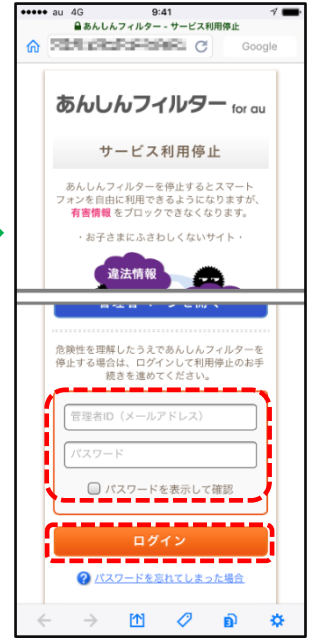 au 4G 9:41
あんしんフィルター - サービス利用停止
Google
あんしんフィルター for au
サービス利用停止
あんしんフィルターを停止するとスマート
フォンを自由に利用できるようになりますが、
有害情報 をブロックできなくなります。
・お子さまにふさわしくないサイト・
違法情報
危険性を理解したうえであんしんフィルターを
停止する場合は、ログインして利用停止のお手
続きを進めてください。
管理者ID（メールアドレス）
パスワード
パスワードを表示して確認
ログイン
? パスワードを忘れてしまった場合
3